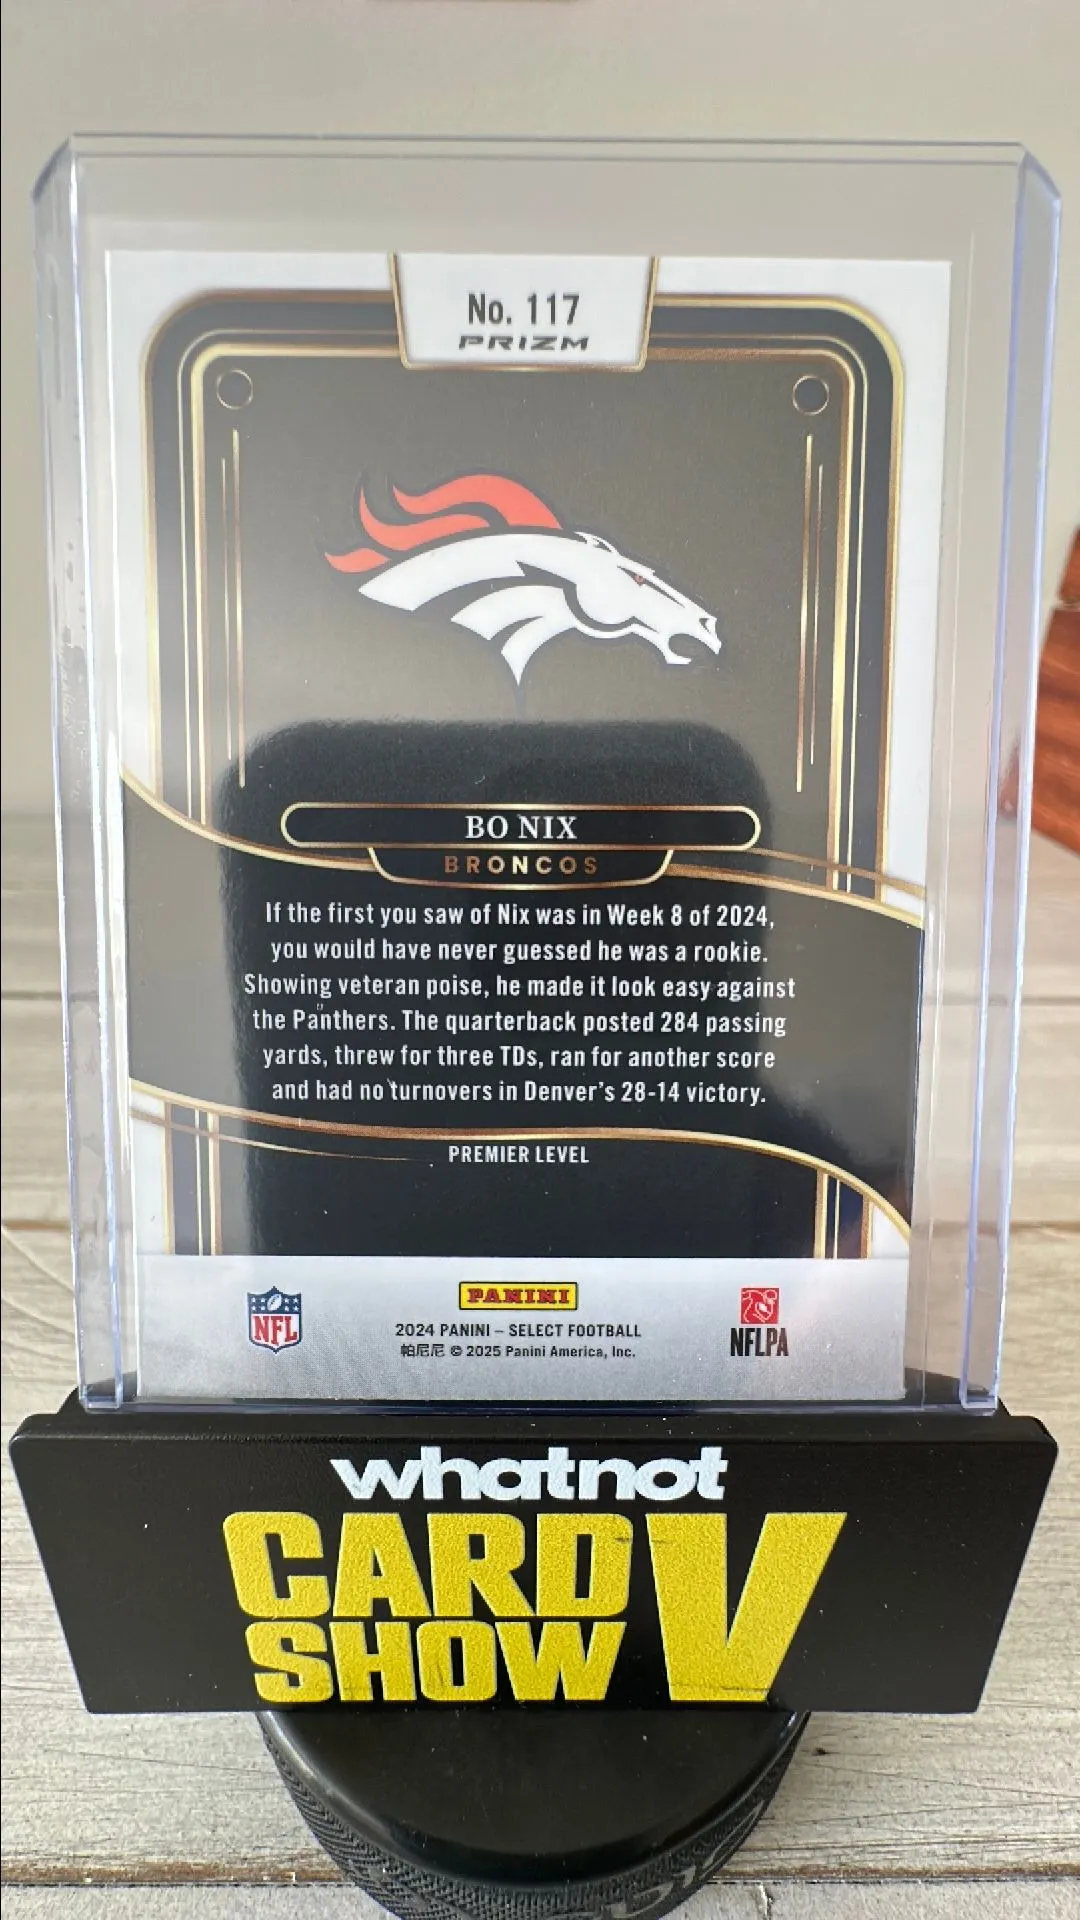 No. 117
PRIZM
BO NIX
BRONCOS
If the first you saw of Nix was in Week 8 of 2024,
you would have never guessed he was a rookie.
Showing veteran poise, he made it look easy against
the Panthers. The quarterback posted 284 passing
yards, threw for three TDs, ran for another score
and had no turnovers in Denver's 28-14 victory.
PREMIER LEVEL
NFL
PANINI
2024 PANINI – SELECT FOOTBALL
帕尼尼 © 2025 Panini America, Inc.
NFLPA
whatnot
CARD
SHOW
V